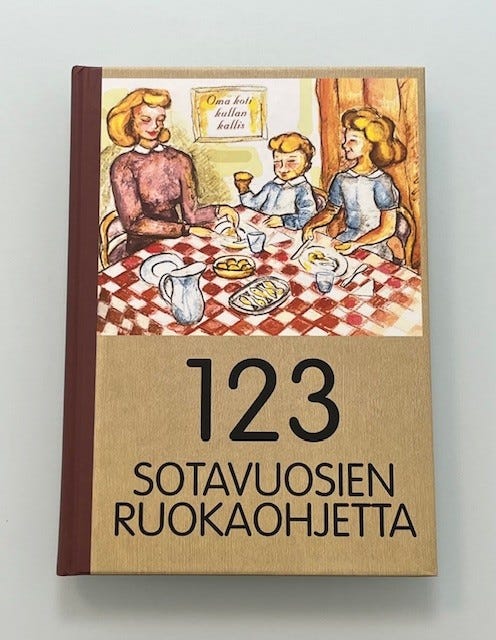 Oma koti
kullan
kallis
123
SOTAVUOSIEN
RUOKAOHJETTA